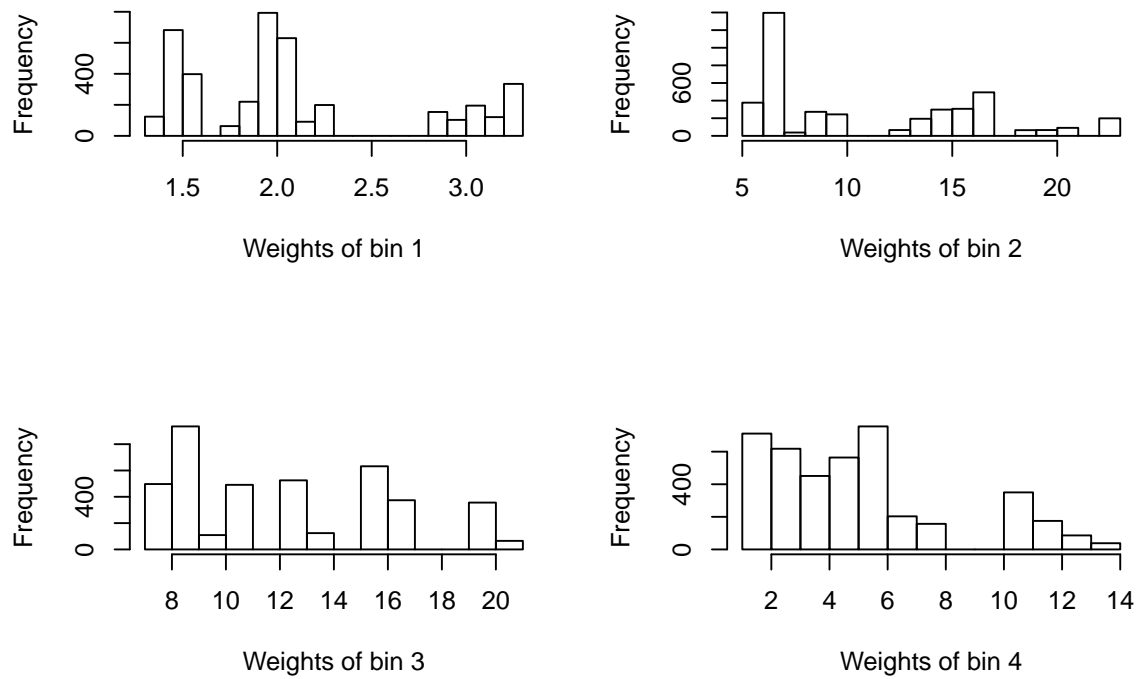 Frequency
0 400
1.5 2.0 2.5 3.0
Weights of bin 1
Frequency
0 600
5 10 15 20
Weights of bin 2
Frequency
0 400
8 10 12 14 16 18 20
Weights of bin 3
Frequency
0 400
2 4 6 8 10 12 14
Weights of bin 4